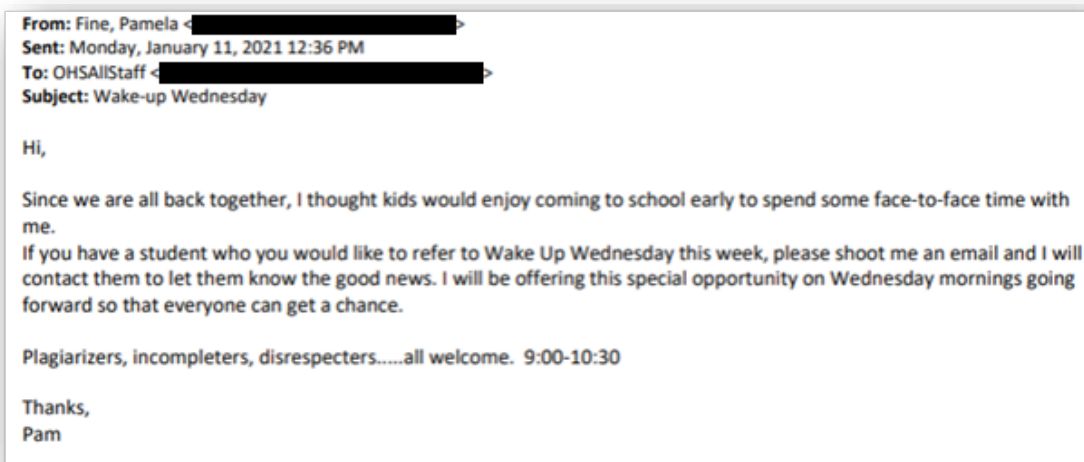 From: Fine, Pamela < >
Sent: Monday, January 11, 2021 12:36 PM
To: OHSAllStaff < >
Subject: Wake-up Wednesday
Hi,
Since we are all back together, I thought kids would enjoy coming to school early to spend some face-to-face time with
me.
If you have a student who you would like to refer to Wake Up Wednesday this week, please shoot me an email and I will
contact them to let them know the good news. I will be offering this special opportunity on Wednesday mornings going
forward so that everyone can get a chance.
Plagiarizers, incompleters, disrespecters.....all welcome.  9:00-10:30
Thanks,
Pam